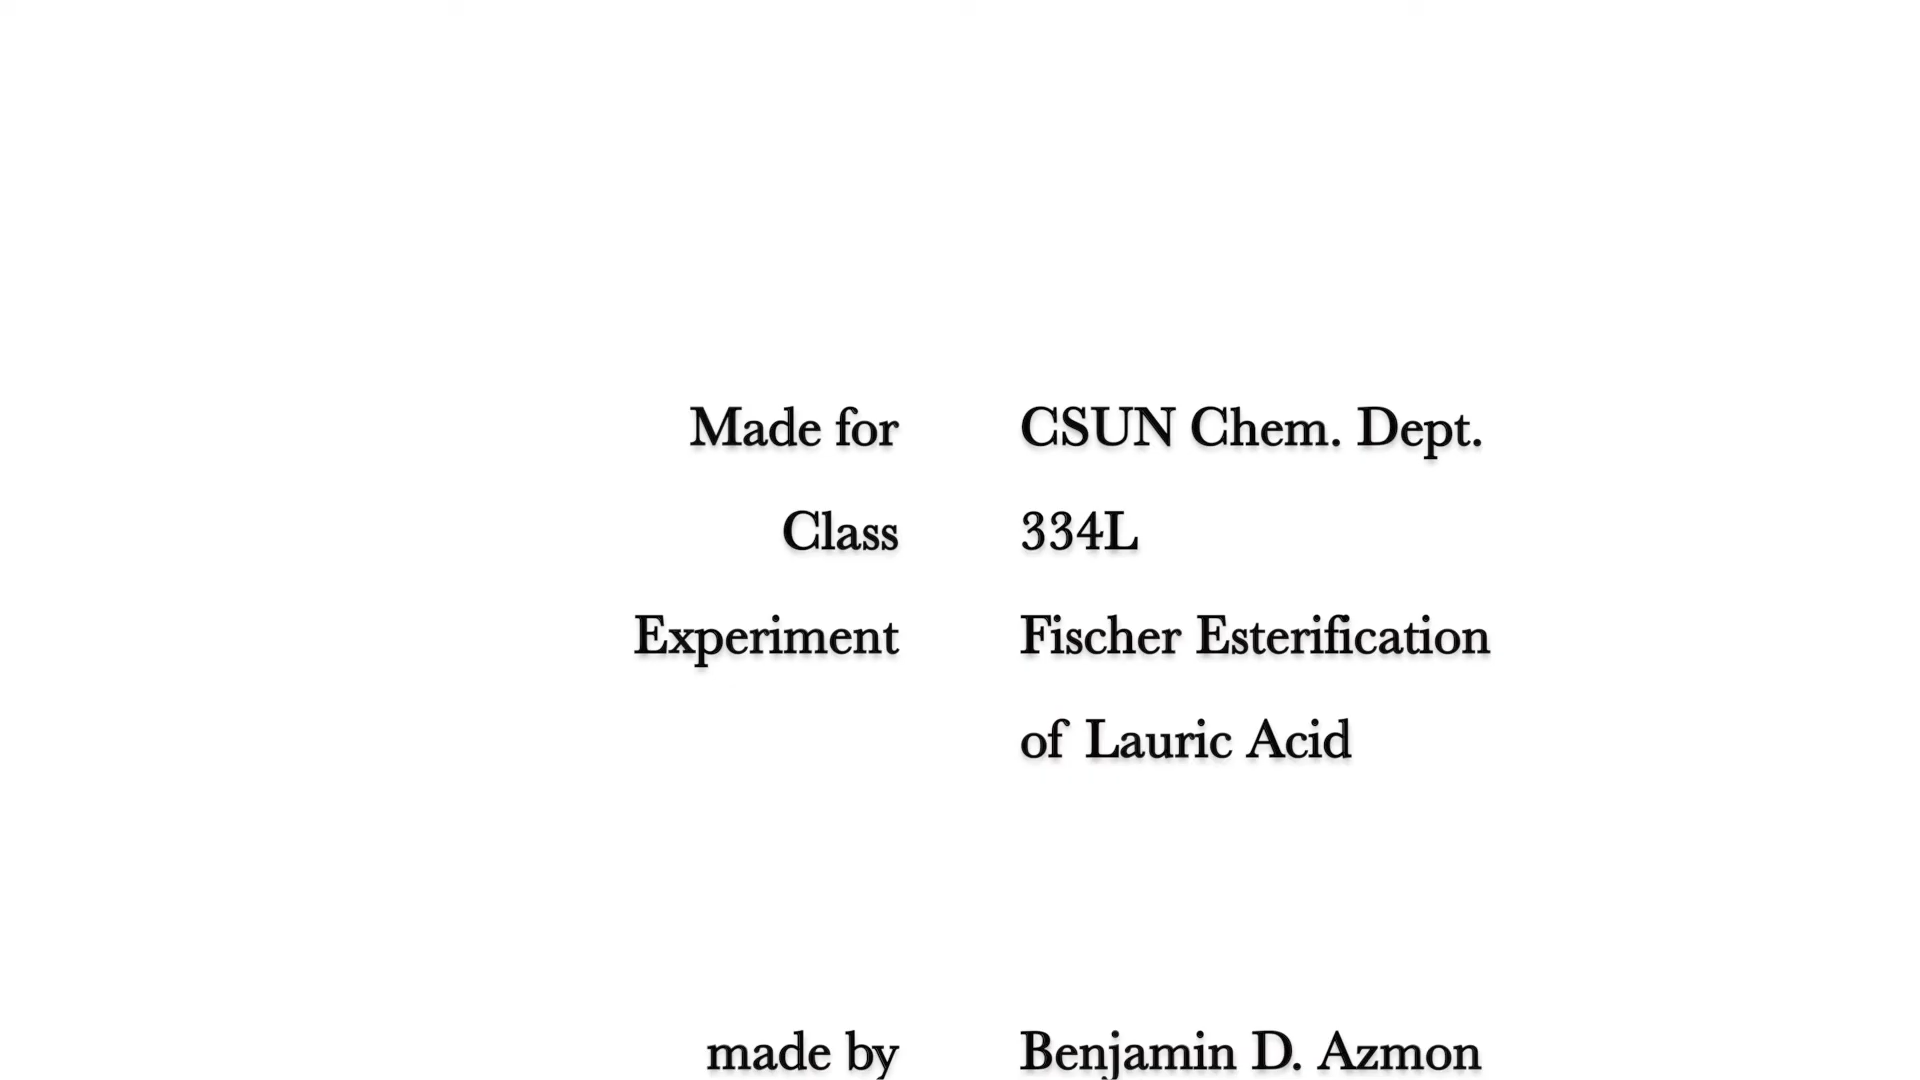 Made for CSUN Chem. Dept.
Class 334L
Experiment Fischer Esterification
of Lauric Acid
made by Benjamin D. Azmon